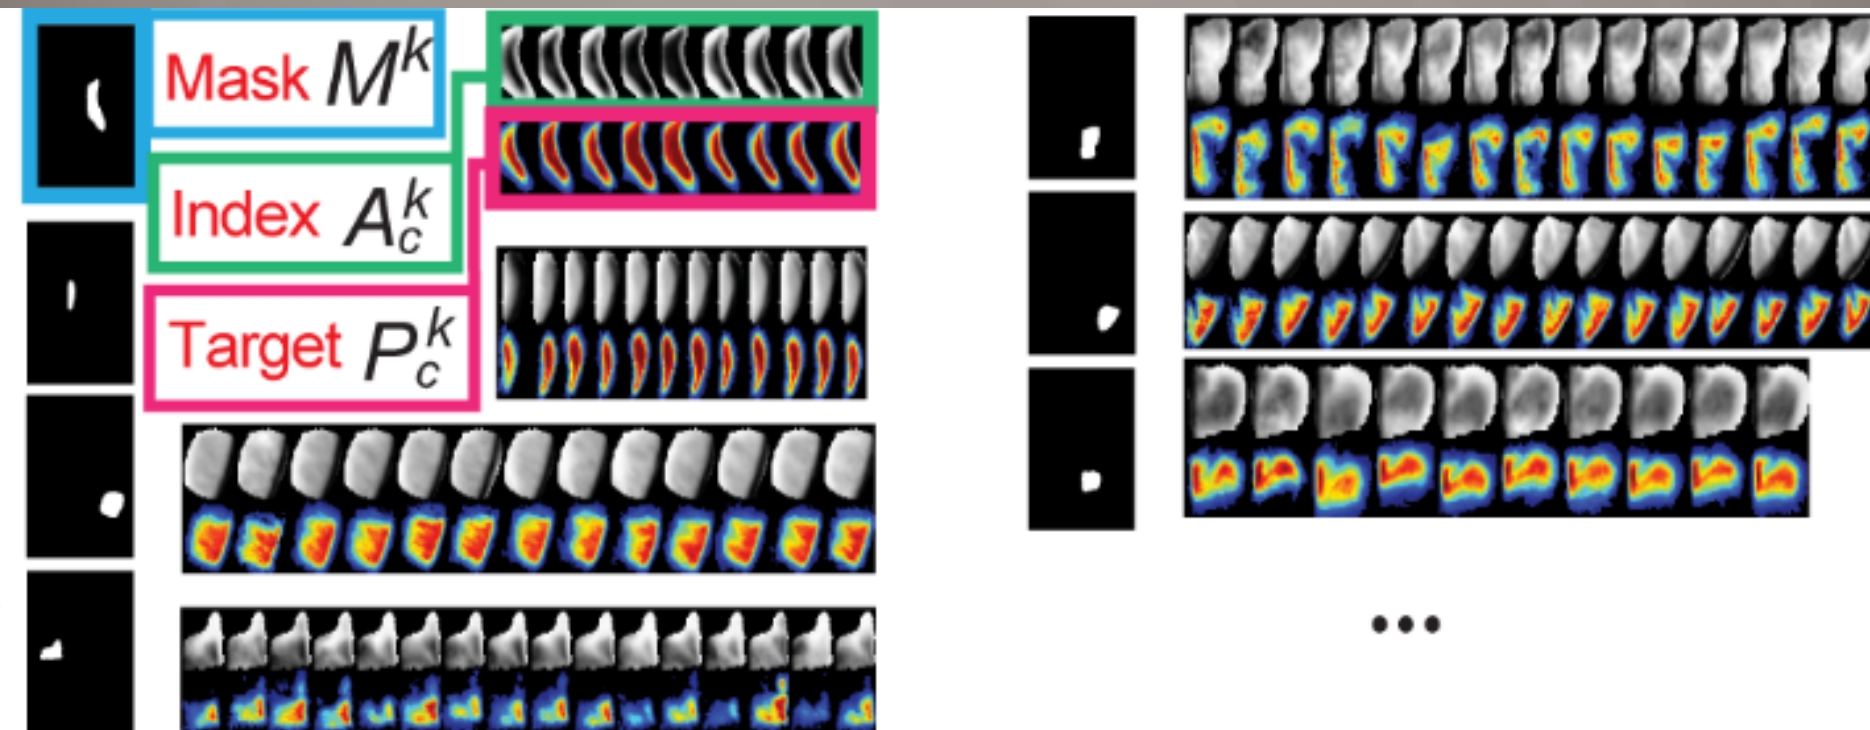 Mask M^k
Index A_c^k
Target P_c^k
•••